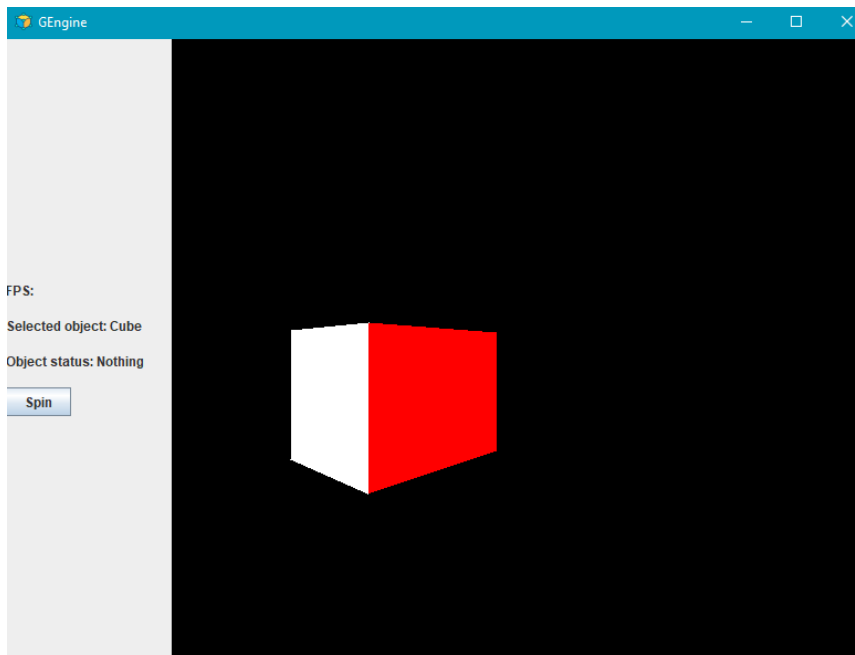 GEngine
FPS:
Selected object: Cube
Object status: Nothing
Spin